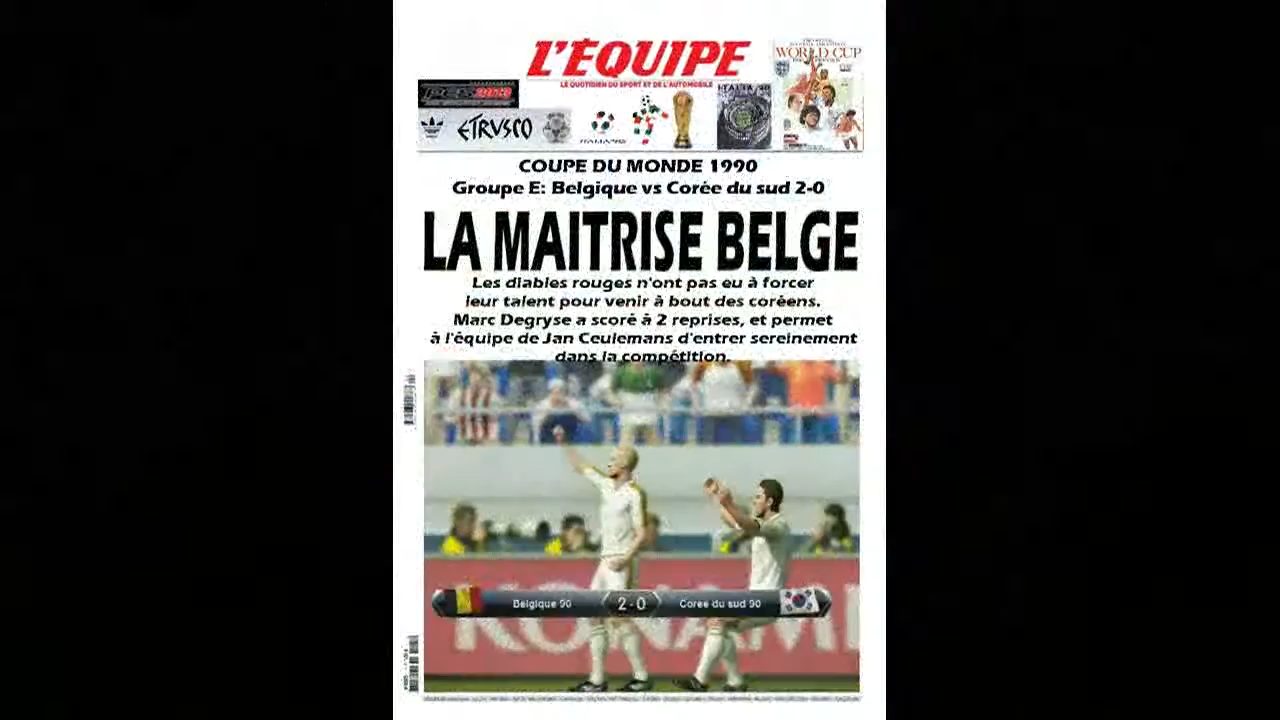 L'ÉQUIPE
LE QUOTIDIEN DU SPORT ET DE L'AUTOMOBILE
PES2013
ETRVSCO
ITALIA '90
WORLD CUP
COUPE DU MONDE 1990
Groupe E: Belgique vs Corée du sud 2-0
LA MAITRISE BELGE
Les diables rouges n'ont pas eu à forcer
leur talent pour venir à bout des coréens.
Marc Degryse a scoré à 2 reprises, et permet
à l'équipe de Jan Ceulemans d'entrer sereinement
dans la compétition.
Belgique 90 2-0 Coree du sud 90
KONAMI